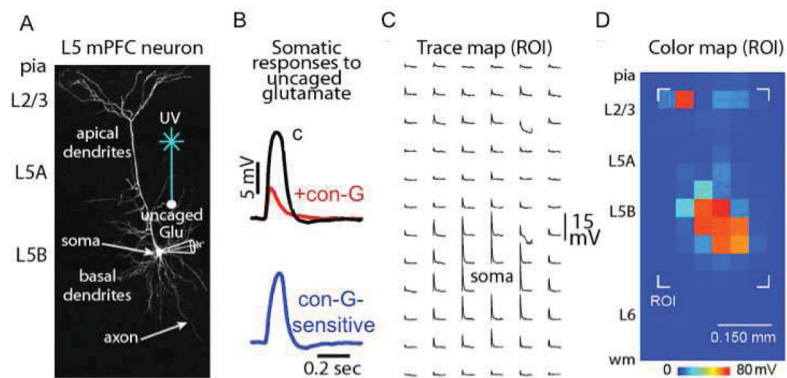 A
L5 mPFC neuron
pia
L2/3
apical
dendrites
UV
L5A
uncaged
Glu
soma
L5B
basal
dendrites
axon
B
Somatic
responses to
uncaged
glutamate
c
5 mV
+con-G
con-G-
sensitive
0.2 sec
C
Trace map (ROI)
15
mV
soma
D
Color map (ROI)
pia
L2/3
L5A
L5B
ROI
L6
0.150 mm
wm
0
80 mV